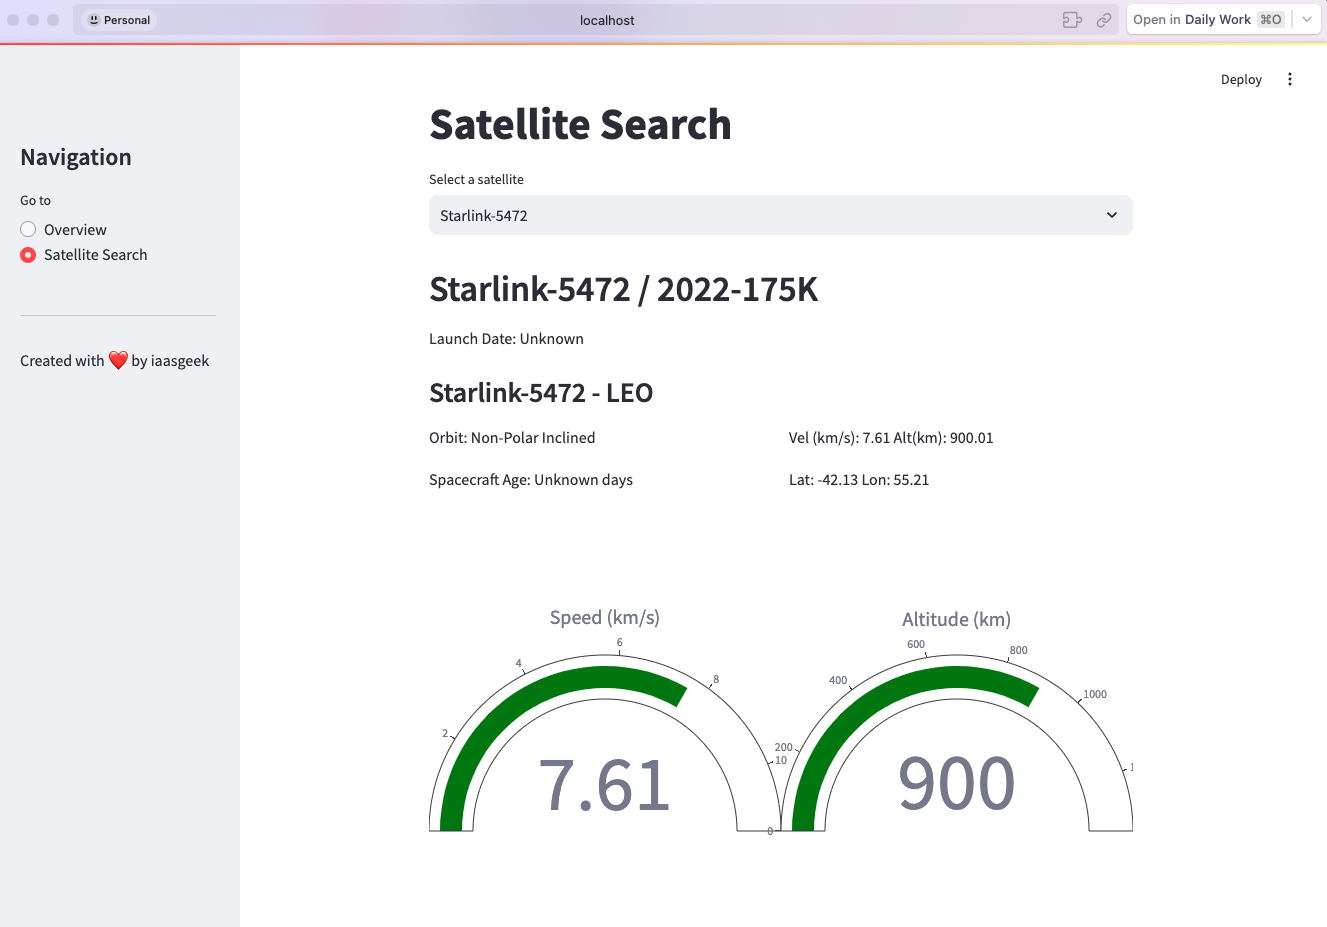 Personal
localhost
Open in Daily Work ⌘O
Deploy
Navigation
Go to
Overview
Satellite Search
Created with ❤️ by iaasgeek
Satellite Search
Select a satellite
Starlink-5472
Starlink-5472 / 2022-175K
Launch Date: Unknown
Starlink-5472 - LEO
Orbit: Non-Polar Inclined
Vel (km/s): 7.61 Alt(km): 900.01
Spacecraft Age: Unknown days
Lat: -42.13 Lon: 55.21
Speed (km/s)
2
4
6
8
10
7.61
Altitude (km)
0
200
400
600
800
1000
900